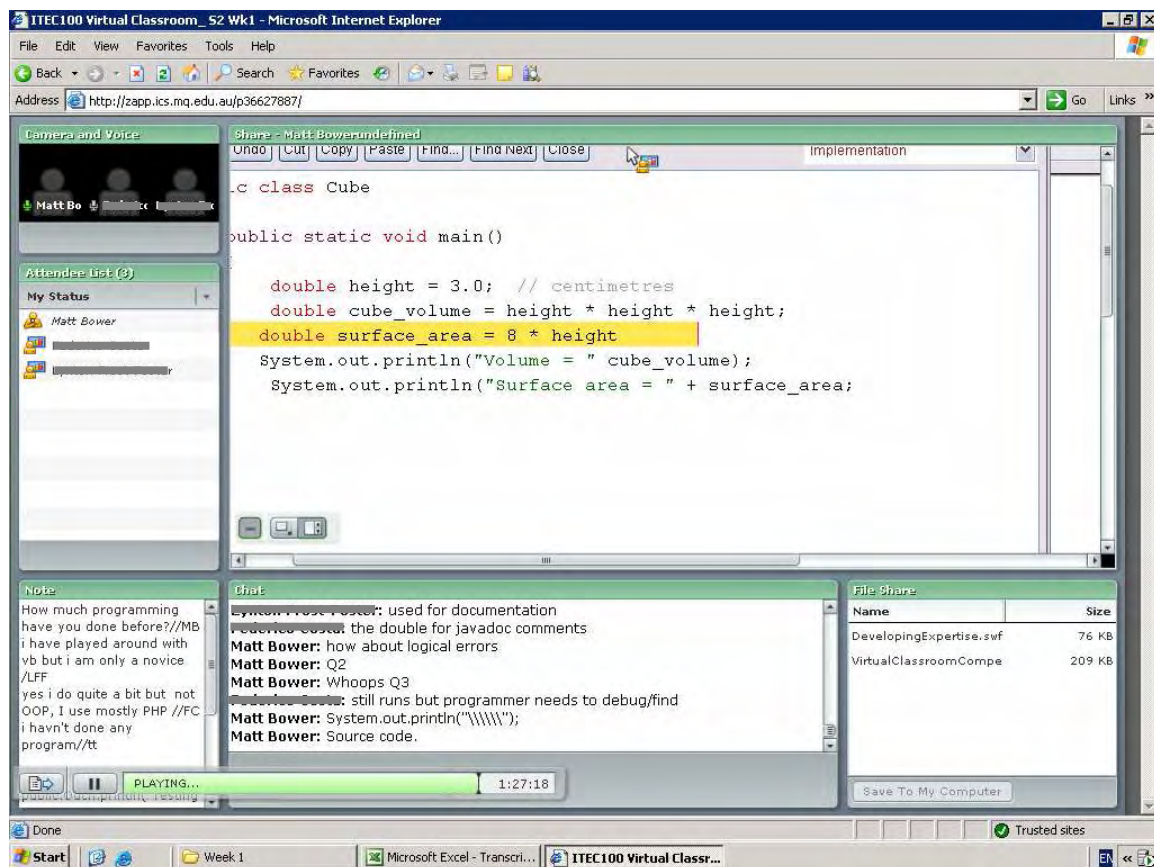 ITEC100 Virtual Classroom_ S2 Wk1 - Microsoft Internet Explorer
File Edit View Favorites Tools Help
Back Search Favorites
Address http://zapp.ics.mq.edu.au/p36627887/ Go Links »
Camera and Voice
Matt Bo
Attendee List (3)
My Status
Matt Bower
Share - Matt Bowerundefined
Undo Cut Copy Paste Find... Find Next Close Implementation
c class Cube
public static void main()
double height = 3.0; // centimetres
double cube_volume = height * height * height;
double surface_area = 8 * height
System.out.println("Volume = " cube_volume);
System.out.println("Surface area = " + surface_area;
Note
How much programming
have you done before?//MB
i have played around with
vb but i am only a novice
/LFF
yes i do quite a bit but not
OOP, I use mostly PHP //FC
i havn't done any
program//tt
Chat
: used for documentation
: the double for javadoc comments
Matt Bower: how about logical errors
Matt Bower: Q2
Matt Bower: Whoops Q3
: still runs but programmer needs to debug/find
Matt Bower: System.out.println("\\\\\\");
Matt Bower: Source code.
File Share
Name Size
DevelopingExpertise.swf 76 KB
VirtualClassroomCompe 209 KB
Save To My Computer
PLAYING... 1:27:18
Done Trusted sites
Start Week 1 Microsoft Excel - Transcri... ITEC100 Virtual Classr... EN «